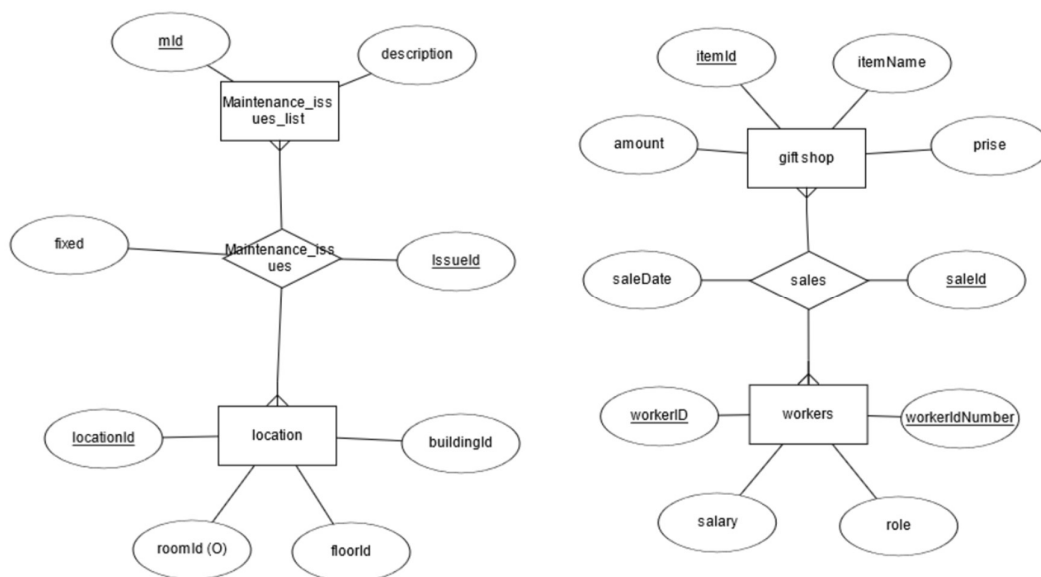 mId
description
Maintenance_iss
ues_list
fixed
Maintenance_iss
ues
IssueId
locationId
location
buildingId
roomId (O)
floorId
itemId
itemName
amount
gift shop
prise
saleDate
sales
saleId
workerID
workers
workerIdNumber
salary
role